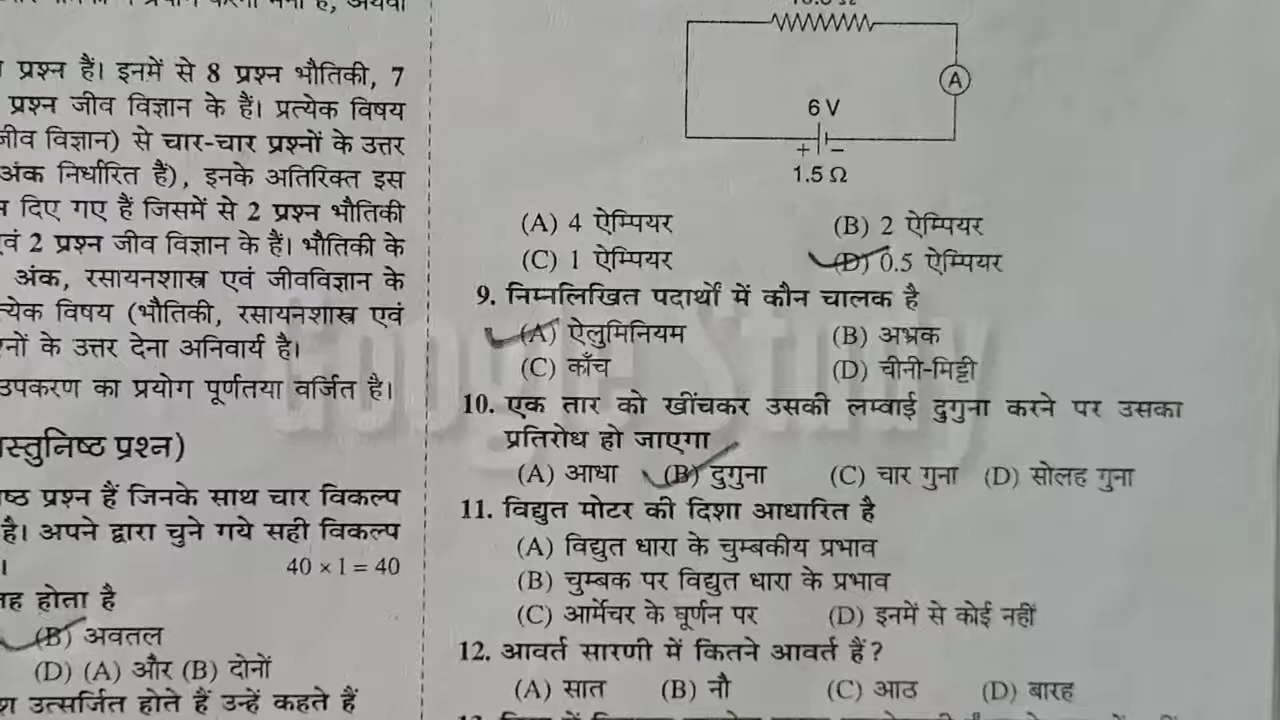 प्रश्न हैं। इनमें से 8 प्रश्न भौतिकी, 7
प्रश्न जीव विज्ञान के हैं। प्रत्येक विषय
जीव विज्ञान) से चार-चार प्रश्नों के उत्तर
अंक निर्धारित हैं), इनके अतिरिक्त इस
दिए गए हैं जिसमें से 2 प्रश्न भौतिकी
एवं 2 प्रश्न जीव विज्ञान के हैं। भौतिकी के
अंक, रसायनशास्त्र एवं जीवविज्ञान के
त्येक विषय (भौतिकी, रसायनशास्त्र एवं
नों के उत्तर देना अनिवार्य है।
उपकरण का प्रयोग पूर्णतया वर्जित है।
स्तुनिष्ठ प्रश्न)
ष्ठ प्रश्न हैं जिनके साथ चार विकल्प
है। अपने द्वारा चुने गये सही विकल्प
40 × 1 = 40
तह होता है
(B) अवतल
(D) (A) और (B) दोनों
उत्सर्जित होते हैं उन्हें कहते हैं
A
6 V
+ −
1.5 Ω
(A) 4 ऐम्पियर (B) 2 ऐम्पियर
(C) 1 ऐम्पियर (D) 0.5 ऐम्पियर
9. निम्नलिखित पदार्थों में कौन चालक है
(A) ऐलुमिनियम (B) अभ्रक
(C) काँच (D) चीनी-मिट्टी
10. एक तार को खींचकर उसकी लम्वाई दुगुना करने पर उसका
प्रतिरोध हो जाएगा
(A) आधा (B) दुगुना (C) चार गुना (D) सोलह गुना
11. विद्युत मोटर की दिशा आधारित है
(A) विद्युत धारा के चुम्बकीय प्रभाव
(B) चुम्बक पर विद्युत धारा के प्रभाव
(C) आर्मेचर के घूर्णन पर (D) इनमें से कोई नहीं
12. आवर्त सारणी में कितने आवर्त हैं ?
(A) सात (B) नौ (C) आठ (D) बारह
Google Study